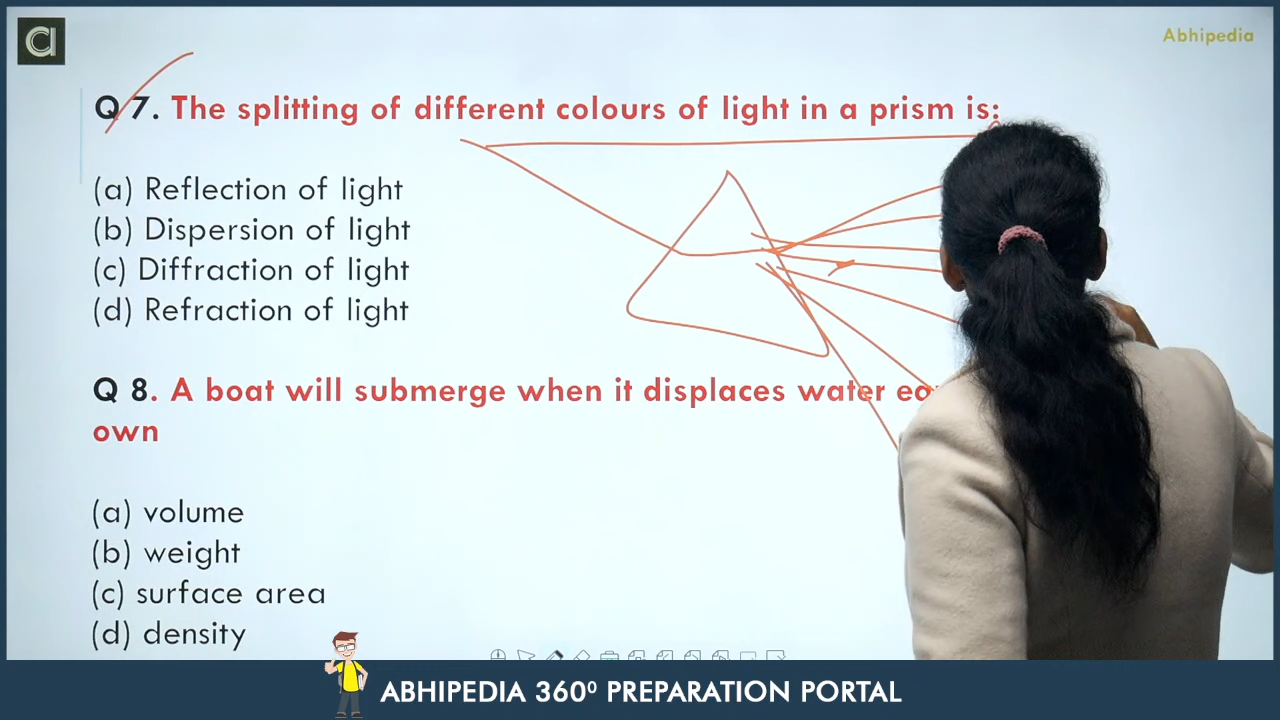 Abhipedia
Q 7. The splitting of different colours of light in a prism is:
(a) Reflection of light
(b) Dispersion of light
(c) Diffraction of light
(d) Refraction of light
Q 8. A boat will submerge when it displaces water
own
(a) volume
(b) weight
(c) surface area
(d) density
ABHIPEDIA 360⁰ PREPARATION PORTAL